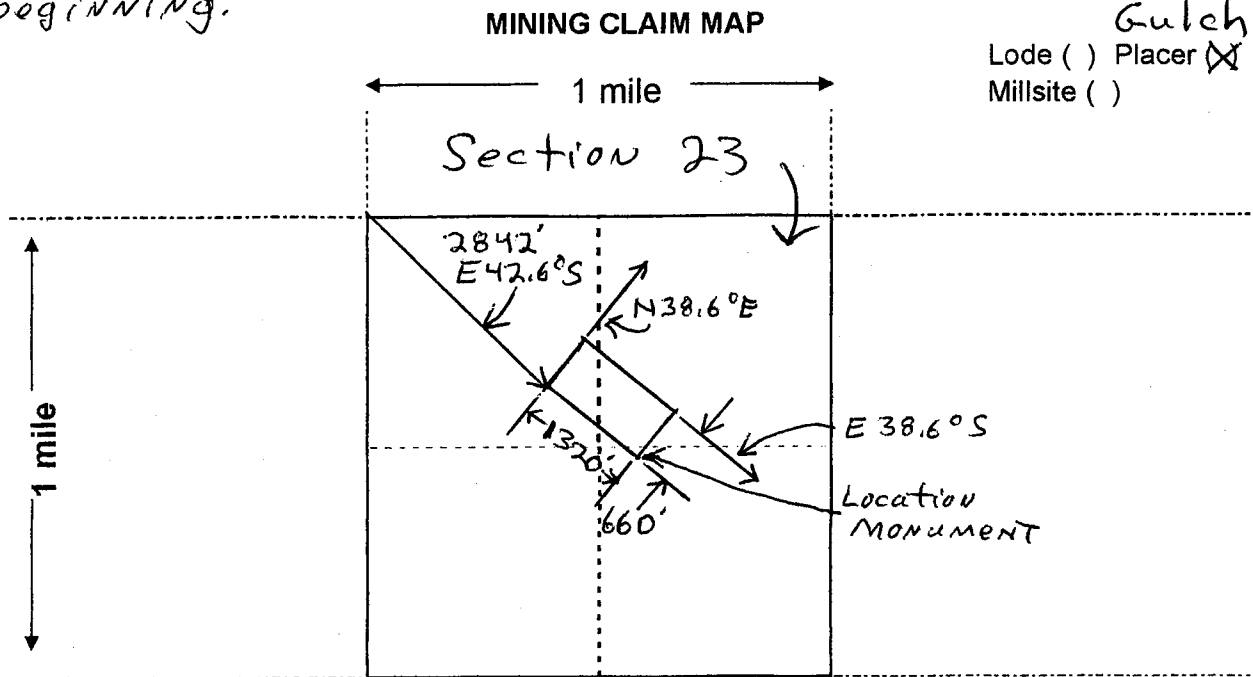 beginning.
MINING CLAIM MAP
Gulch
Lode ( ) Placer (X)
Millsite ( )
1 mile
Section 23
2842'
E42.6°S
N38.6°E
1 mile
1320'
E 38.6°S
660'
Location
MONUMENT